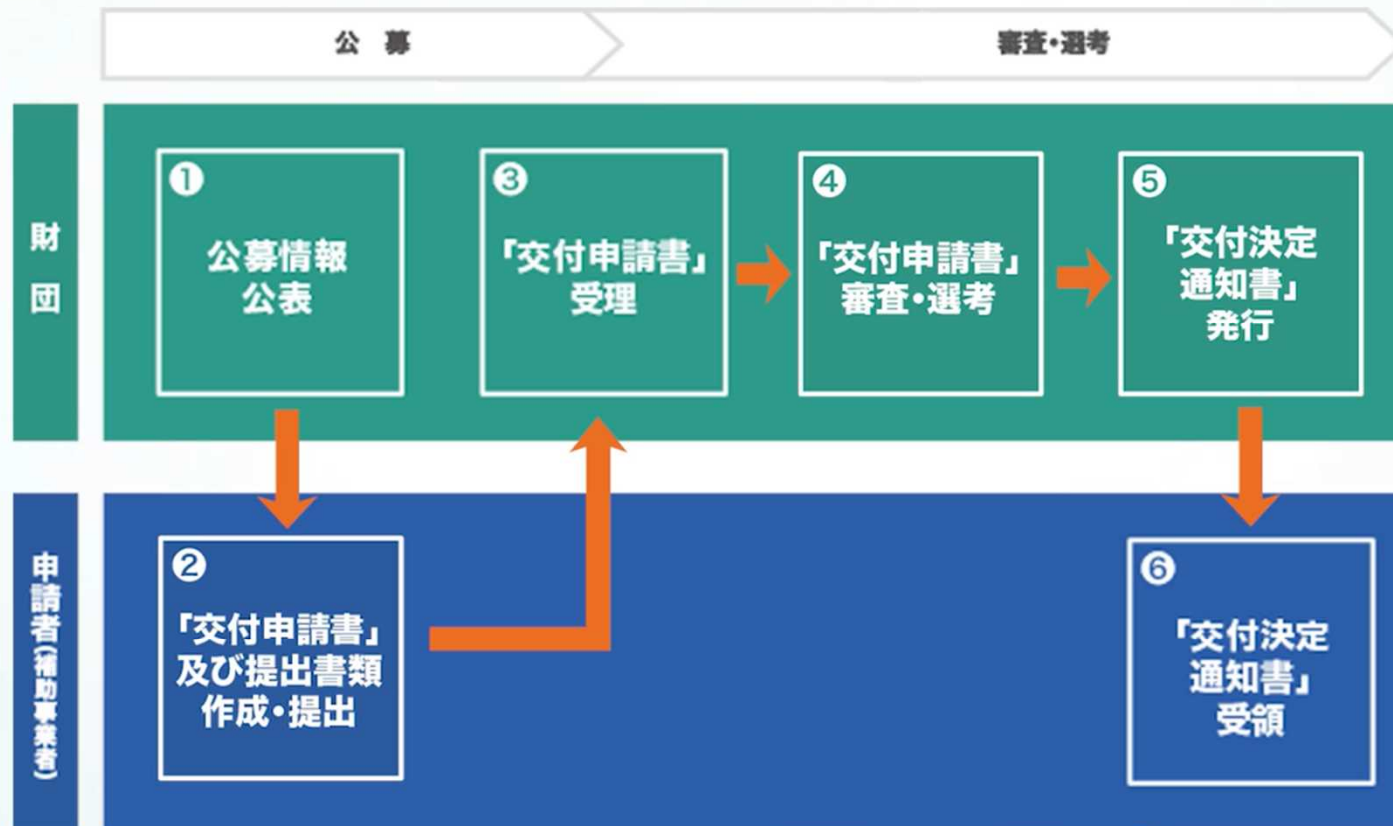 公 募
審査・選考
財団
❶
公募情報
公表
❸
「交付申請書」
受理
❹
「交付申請書」
審査・選考
❺
「交付決定
通知書」
発行
申請者(補助事業者)
❷
「交付申請書」
及び提出書類
作成・提出
❻
「交付決定
通知書」
受領